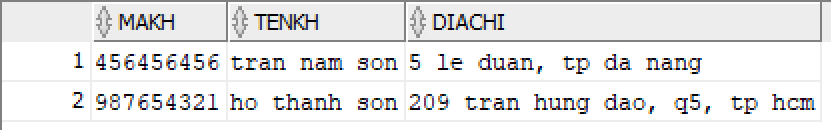 MAKH TENKH DIACHI
1 456456456 tran nam son 5 le duan, tp da nang
2 987654321 ho thanh son 209 tran hung dao, q5, tp hcm